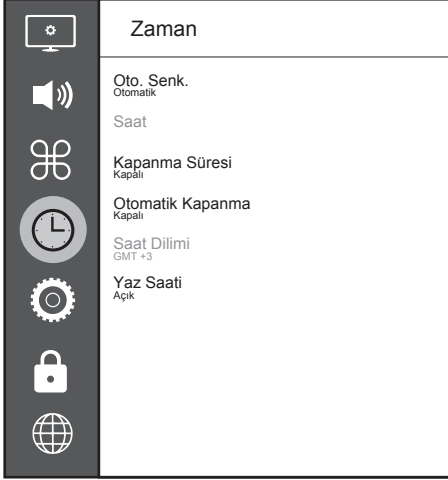 Zaman
Oto. Senk.
Otomatik
Saat
Kapanma Süresi
Kapalı
Otomatik Kapanma
Kapalı
Saat Dilimi
GMT +3
Yaz Saati
Açık